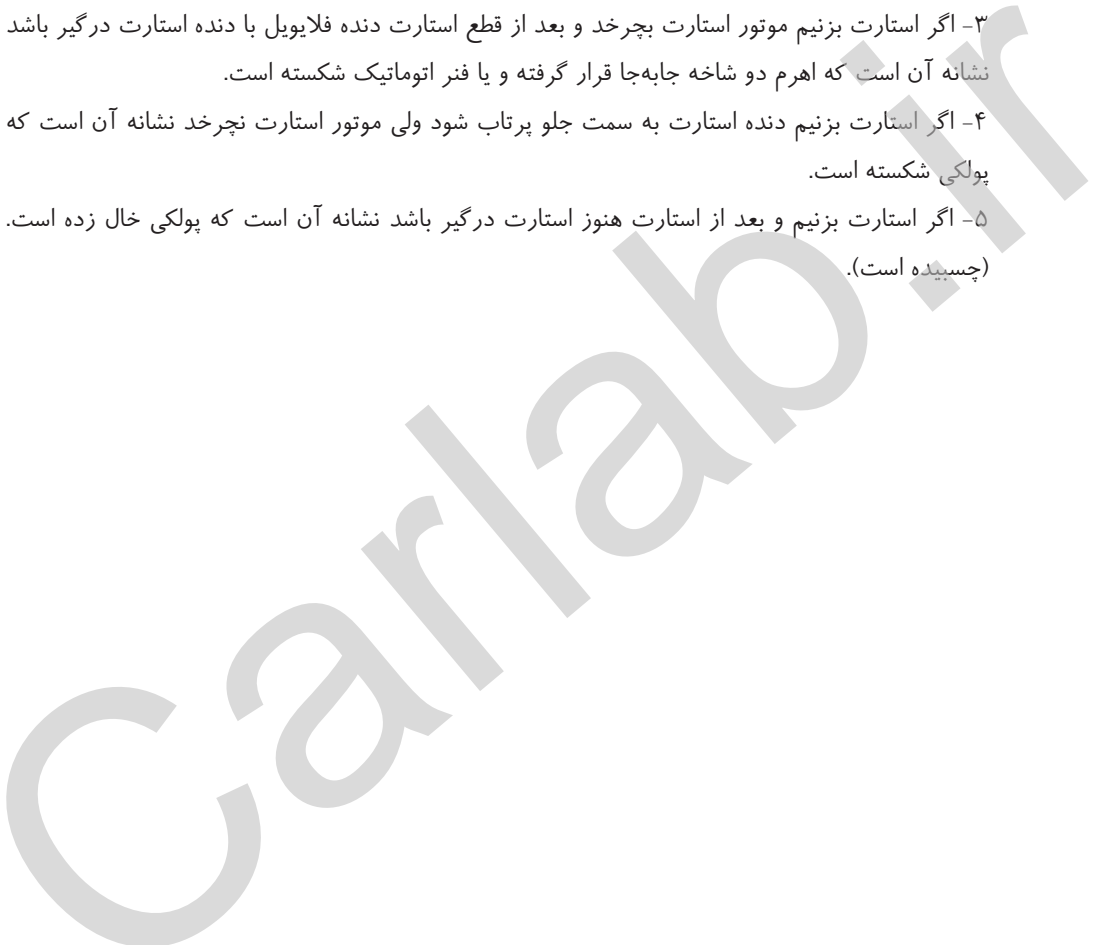 ۳- اگر استارت بزنیم موتور استارت بچرخد و بعد از قطع استارت دنده فلایویل با دنده استارت درگیر باشد
نشانه آن است که اهرم دو شاخه جابه‌جا قرار گرفته و یا فنر اتوماتیک شکسته است.
۴- اگر استارت بزنیم دنده استارت به سمت جلو پرتاب شود ولی موتور استارت نچرخد نشانه آن است که
پولکی شکسته است.
۵- اگر استارت بزنیم و بعد از استارت هنوز استارت درگیر باشد نشانه آن است که پولکی خال زده است.
(چسبیده است).
Carlab.ir